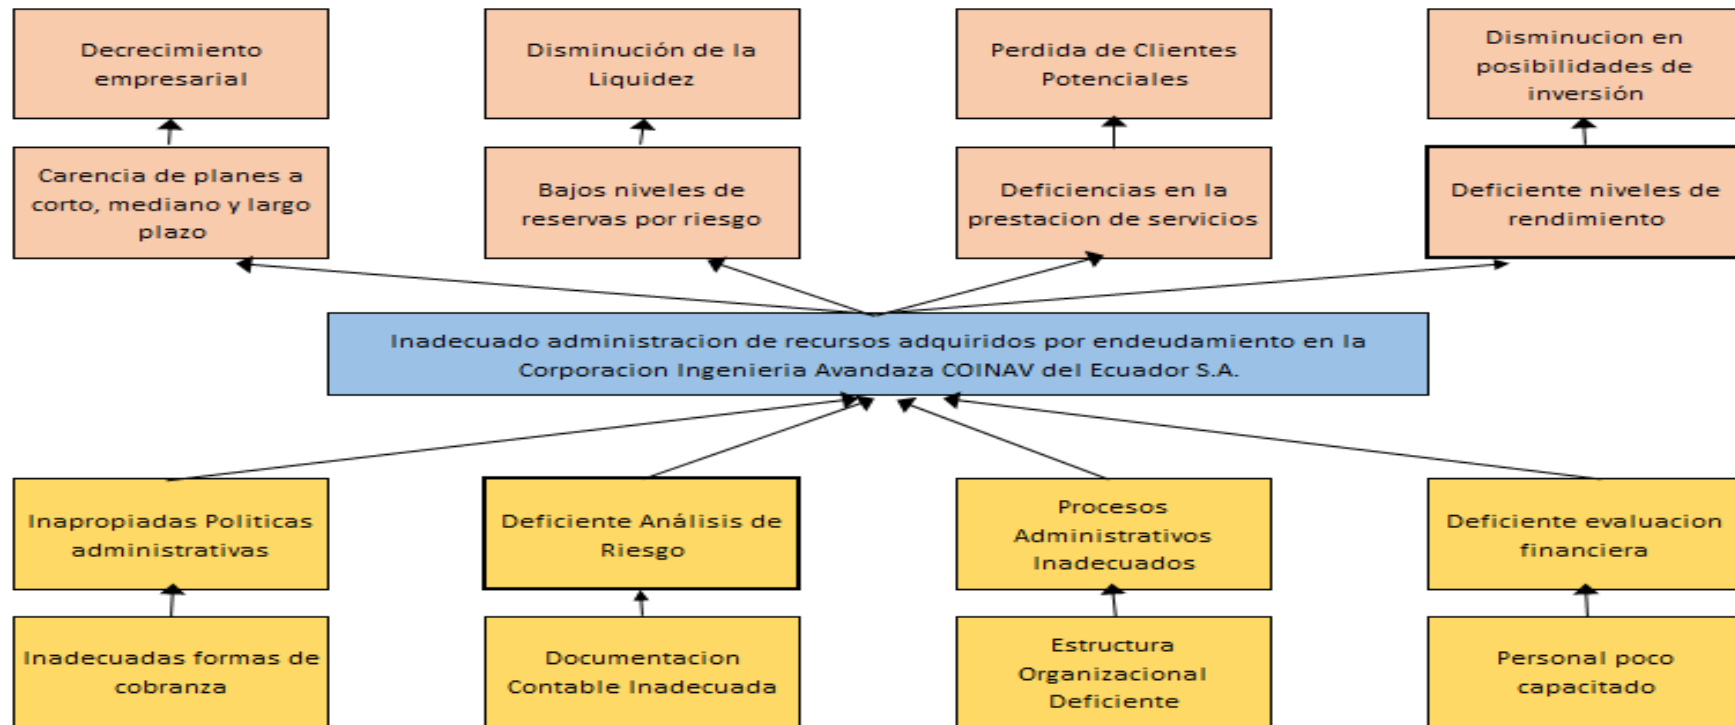 Decrecimiento
empresarial
Disminución de la
Liquidez
Perdida de Clientes
Potenciales
Disminucion en
posibilidades de
inversión
Carencia de planes a
corto, mediano y largo
plazo
Bajos niveles de
reservas por riesgo
Deficiencias en la
prestacion de servicios
Deficiente niveles de
rendimiento
Inadecuado administracion de recursos adquiridos por endeudamiento en la
Corporacion Ingenieria Avandaza COINAV del Ecuador S.A.
Inapropiadas Politicas
administrativas
Deficiente Análisis de
Riesgo
Procesos
Administrativos
Inadecuados
Deficiente evaluacion
financiera
Inadecuadas formas de
cobranza
Documentacion
Contable Inadecuada
Estructura
Organizacional
Deficiente
Personal poco
capacitado